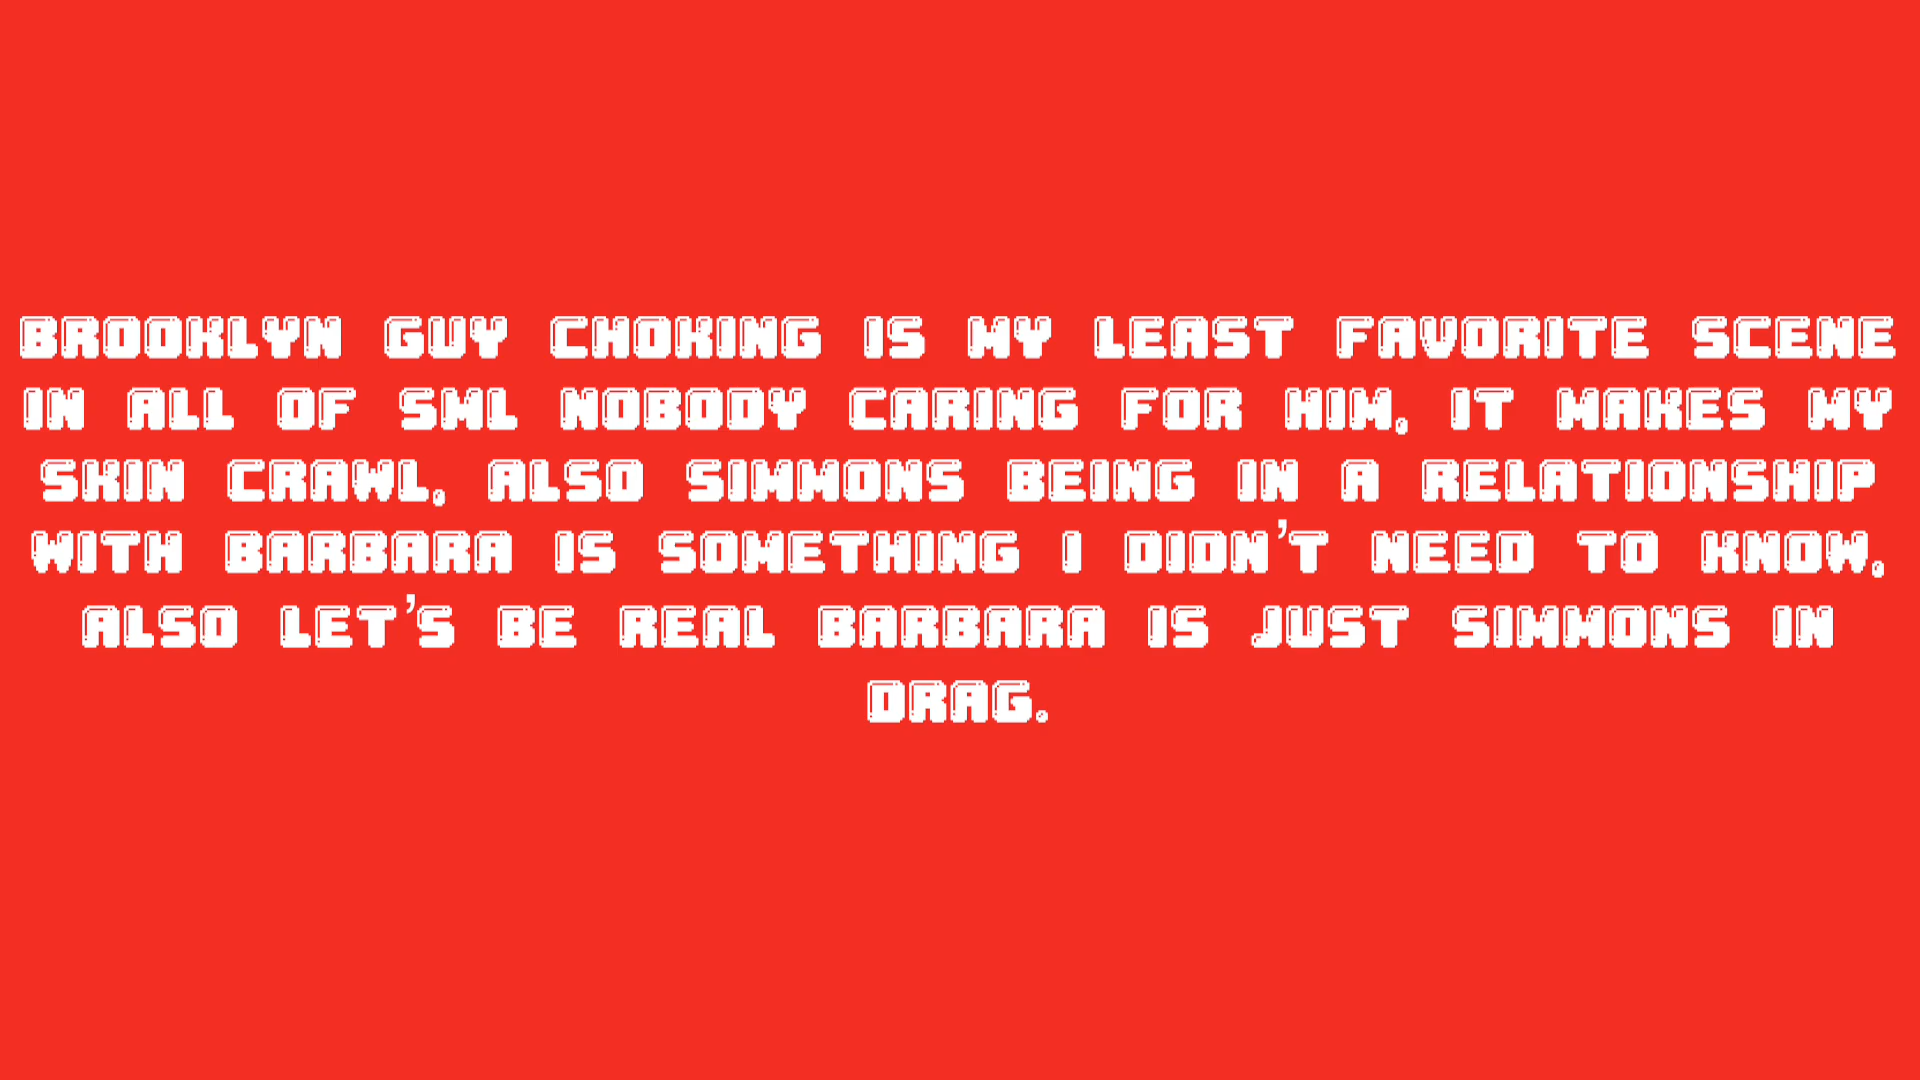 BROOKLYN GUY CHOKING IS MY LEAST FAVORITE SCENE
IN ALL OF SML NOBODY CARING FOR HIM, IT MAKES MY
SKIN CRAWL, ALSO SIMMONS BEING IN A RELATIONSHIP
WITH BARBARA IS SOMETHING I DIDN'T NEED TO KNOW,
ALSO LET'S BE REAL BARBARA IS JUST SIMMONS IN
DRAG.